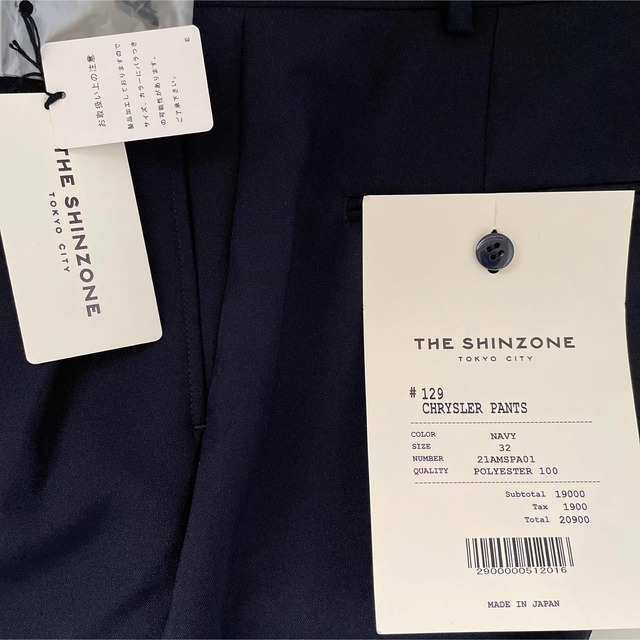 お取扱い上の注意
製品加工しておりますので
サイズ、カラーにバラつき
の可能性があります。
ご了承下さい。
THE SHINZONE
TOKYO CITY
THE SHINZONE
TOKYO CITY
# 129
CHRYSLER PANTS
COLOR NAVY
SIZE 32
NUMBER 21AMSPA01
QUALITY POLYESTER 100
Subtotal 19000
Tax 1900
Total 20900
2900000512016
MADE IN JAPAN